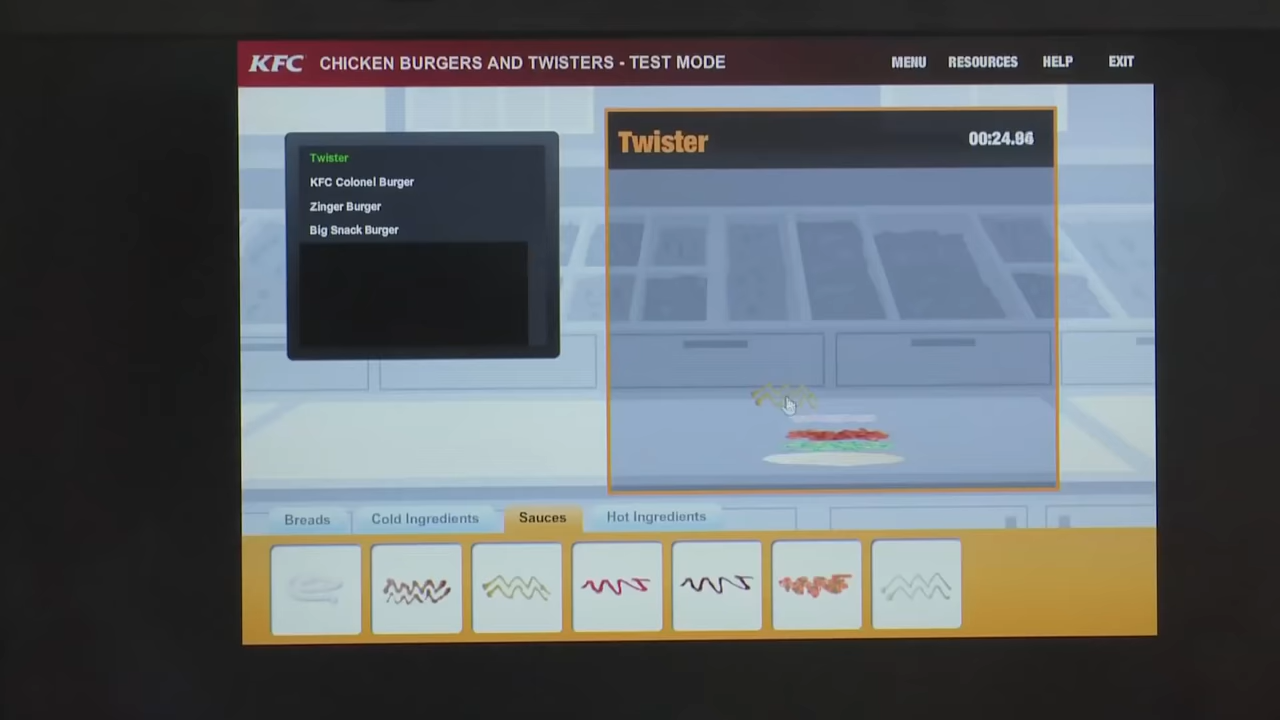 KFC CHICKEN BURGERS AND TWISTERS - TEST MODE
MENU RESOURCES HELP EXIT
Twister
KFC Colonel Burger
Zinger Burger
Big Snack Burger
Twister 00:24.86
Breads Cold Ingredients Sauces Hot Ingredients